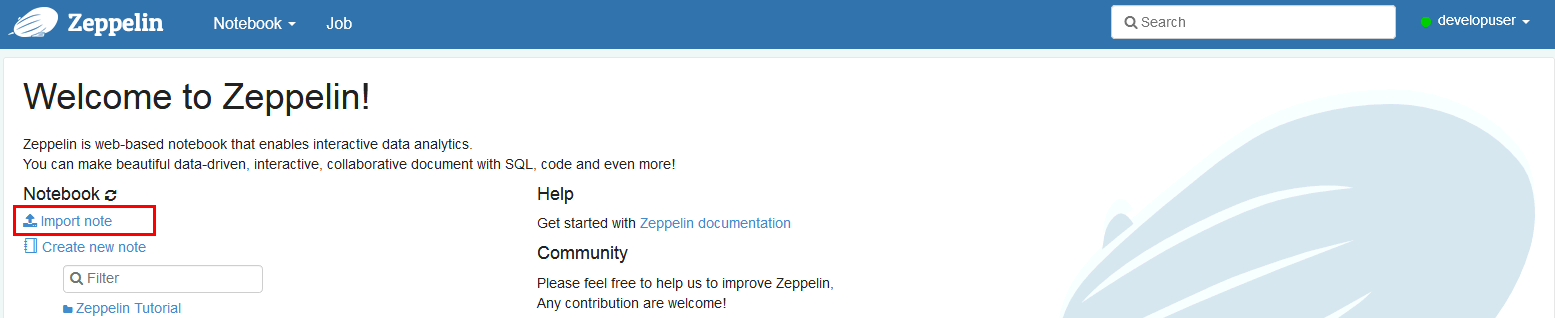 Zeppelin
Notebook
Job
Search
developuser
Welcome to Zeppelin!
Zeppelin is web-based notebook that enables interactive data analytics.
You can make beautiful data-driven, interactive, collaborative document with SQL, code and even more!
Notebook
Import note
Create new note
Filter
Zeppelin Tutorial
Help
Get started with Zeppelin documentation
Community
Please feel free to help us to improve Zeppelin,
Any contribution are welcome!